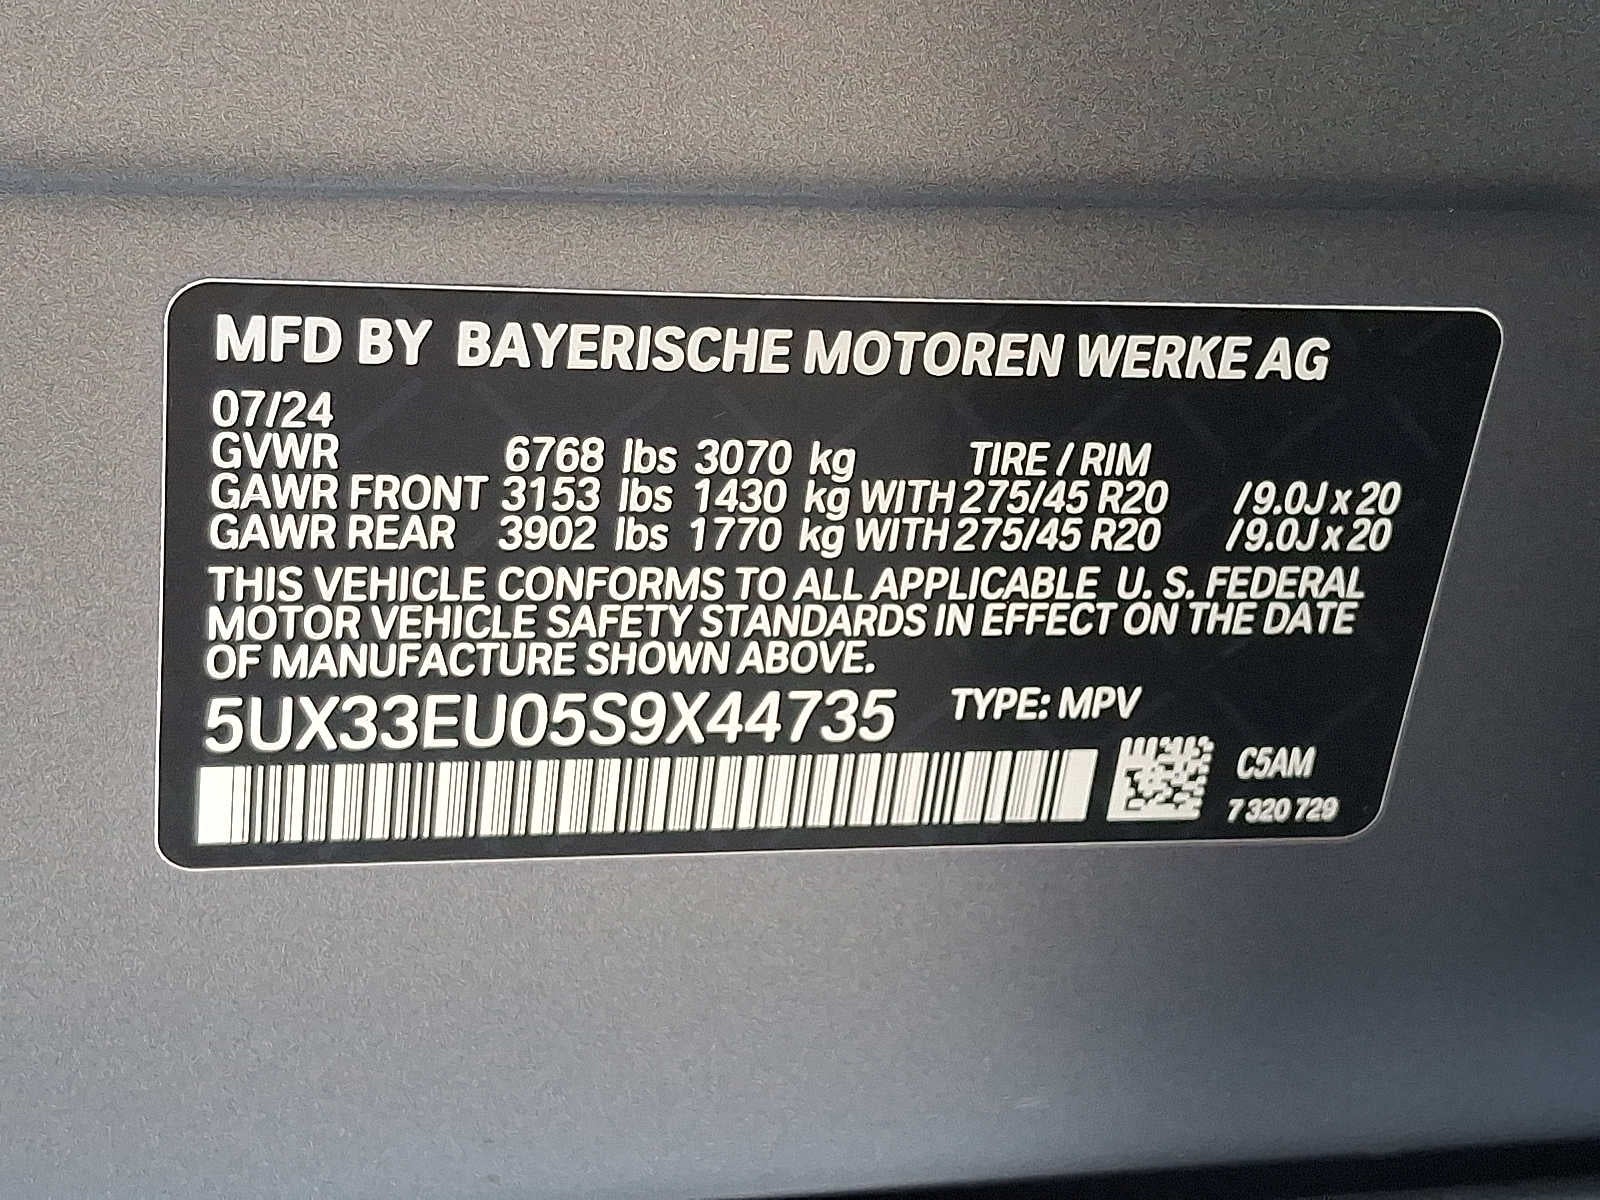 MFD BY BAYERISCHE MOTOREN WERKE AG
07/24
GVWR 6768 lbs 3070 kg TIRE / RIM
GAWR FRONT 3153 lbs 1430 kg WITH 275/45 R20 /9.0J x 20
GAWR REAR 3902 lbs 1770 kg WITH 275/45 R20 /9.0J x 20
THIS VEHICLE CONFORMS TO ALL APPLICABLE U. S. FEDERAL
MOTOR VEHICLE SAFETY STANDARDS IN EFFECT ON THE DATE
OF MANUFACTURE SHOWN ABOVE.
5UX33EU05S9X44735 TYPE: MPV
C5AM
7 320 729